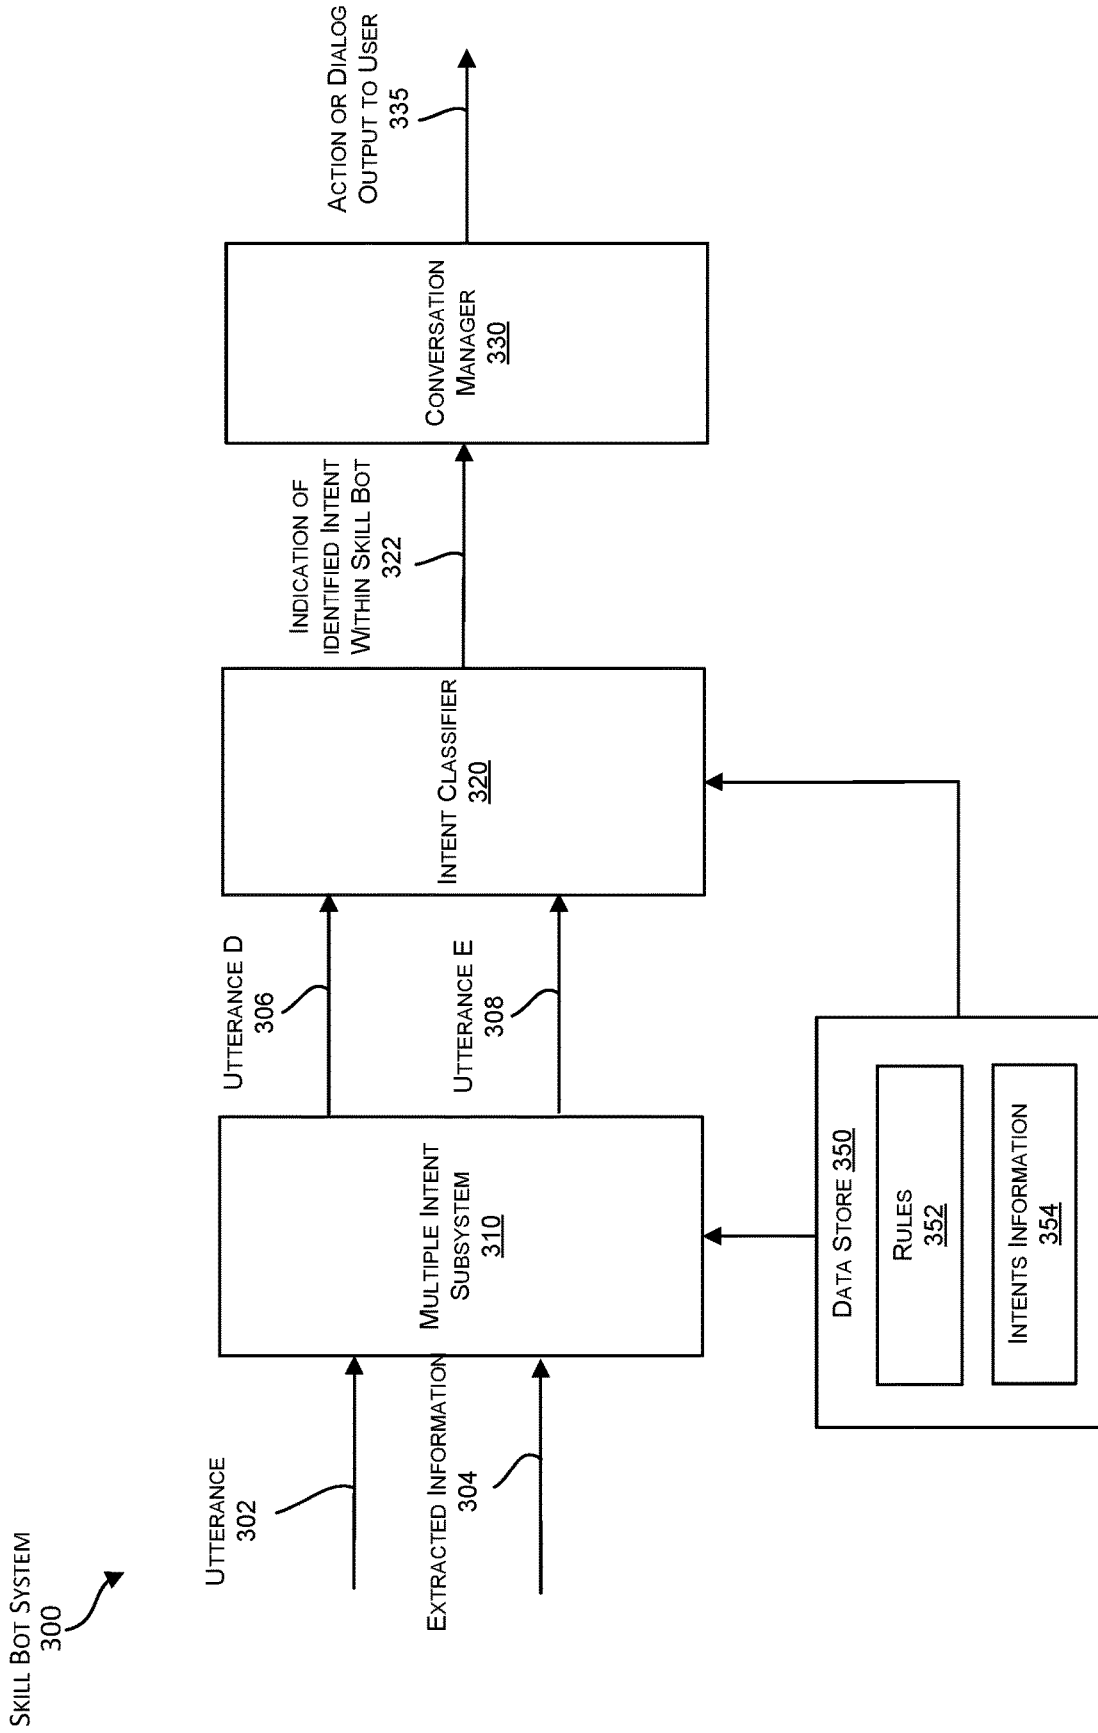 SKILL BOT SYSTEM
300
UTTERANCE
302
EXTRACTED INFORMATION
304
MULTIPLE INTENT
SUBSYSTEM
310
UTTERANCE D
306
UTTERANCE E
308
INTENT CLASSIFIER
320
INDICATION OF
IDENTIFIED INTENT
WITHIN SKILL BOT
322
CONVERSATION
MANAGER
330
ACTION OR DIALOG
OUTPUT TO USER
335
DATA STORE 350
RULES
352
INTENTS INFORMATION
354